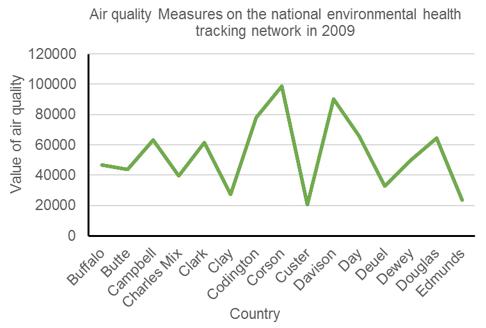 Air quality Measures on the national environmental health
tracking network in 2009
Value of air quality
120000
100000
80000
60000
40000
20000
0
Buffalo
Butte
Campbell
Charles Mix
Clark
Clay
Codington
Corson
Custer
Davison
Day
Deuel
Dewey
Douglas
Edmunds
Country